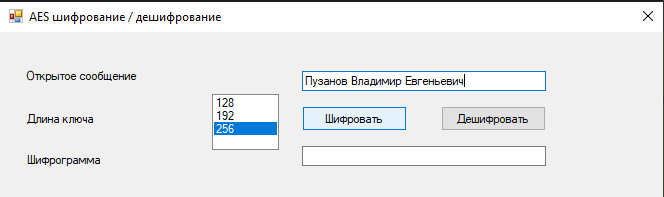 AES шифрование / дешифрование
Открытое сообщение
Пузанов Владимир Евгеньевич
Длина ключа
128
192
256
Шифровать
Дешифровать
Шифрограмма